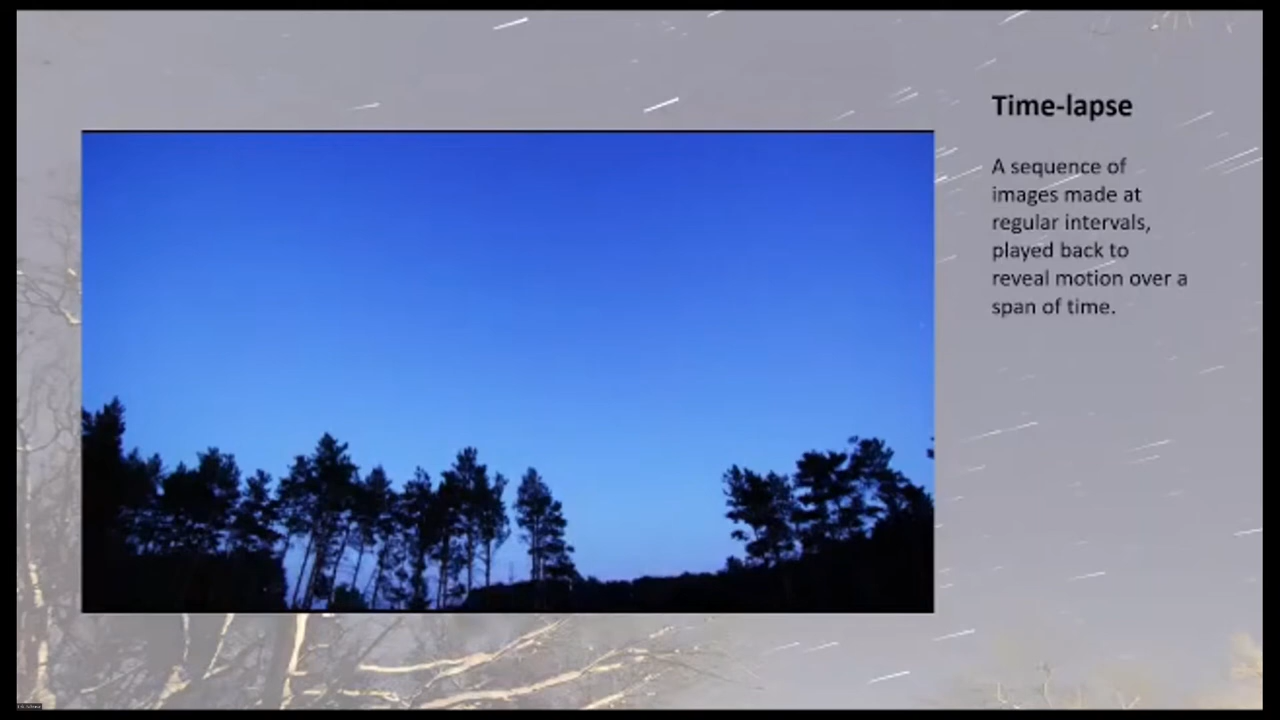 Time-lapse
A sequence of
images made at
regular intervals,
played back to
reveal motion over a
span of time.